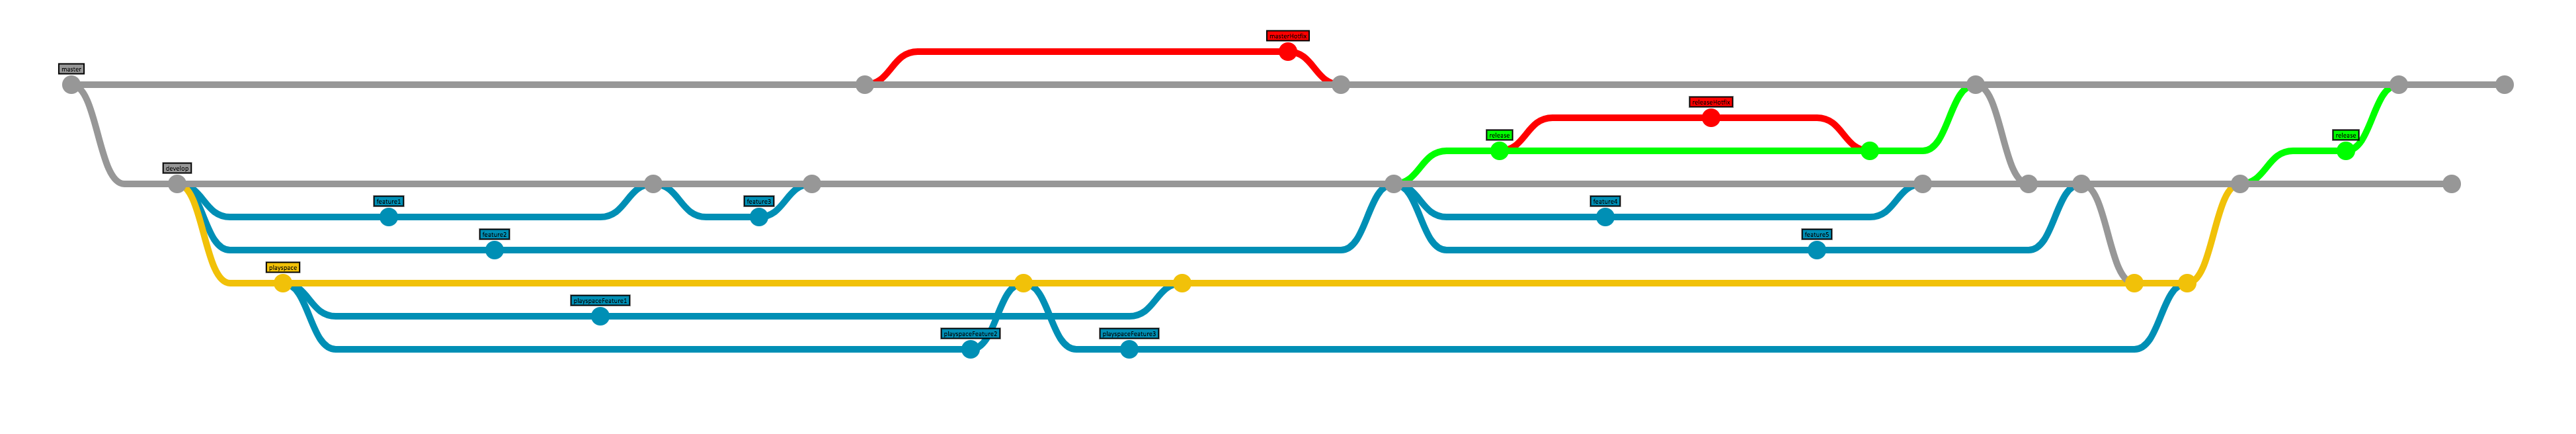 masterHotfix
master
releaseHotfix
release
release
develop
feature1
feature3
feature4
feature2
feature5
playspace
playspaceFeature1
playspaceFeature2
playspaceFeature3